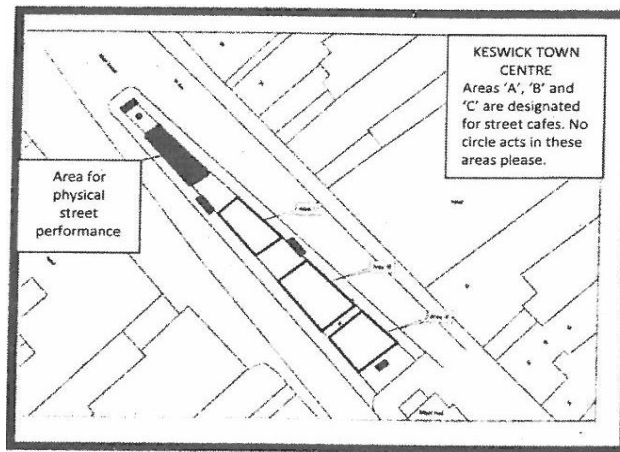 KESWICK TOWN
CENTRE
Areas ‘A’, ‘B’ and
‘C’ are designated
for street cafes. No
circle acts in these
areas please.
Area for
physical
street
performance